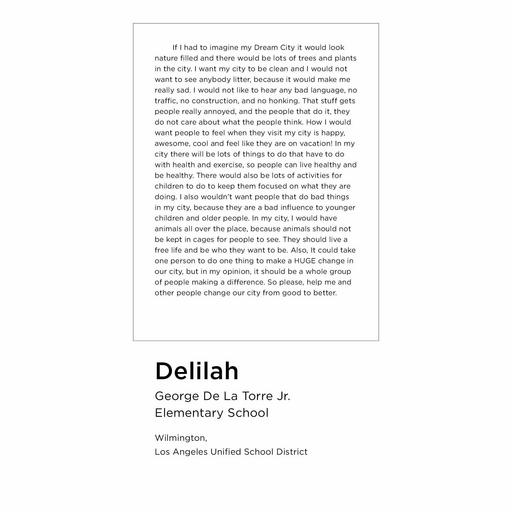 If I had to imagine my Dream City it would look
nature filled and there would be lots of trees and plants
in the city. I want my city to be clean and I would not
want to see anybody litter, because it would make me
really sad. I would not like to hear any bad language, no
traffic, no construction, and no honking. That stuff gets
people really annoyed, and the people that do it, they
do not care about what the people think. How I would
want people to feel when they visit my city is happy,
awesome, cool and feel like they are on vacation! In my
city there will be lots of things to do that have to do
with health and exercise, so people can live healthy and
be healthy. There would also be lots of activities for
children to do to keep them focused on what they are
doing. I also wouldn't want people that do bad things
in my city, because they are a bad influence to younger
children and older people. In my city, I would have
animals all over the place, because animals should not
be kept in cages for people to see. They should live a
free life and be who they want to be. Also, It could take
one person to do one thing to make a HUGE change in
our city, but in my opinion, it should be a whole group
of people making a difference. So please, help me and
other people change our city from good to better.
Delilah
George De La Torre Jr.
Elementary School
Wilmington,
Los Angeles Unified School District